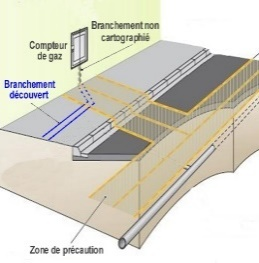 Branchement non
cartographié
Compteur
de gaz
Branchement
découvert
Zone de précaution